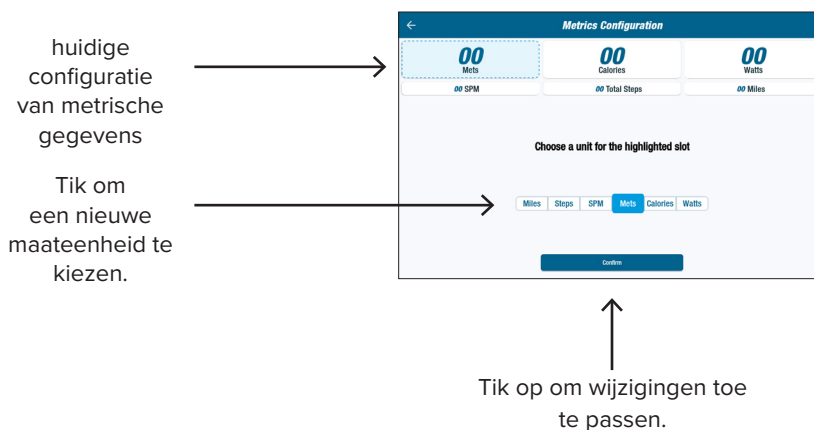 Metrics Configuration
huidige
configuratie
van metrische
gegevens
00 00 00
Mets Calories Watts
00 SPM 00 Total Steps 00 Miles
Choose a unit for the highlighted slot
Tik om
een nieuwe
maateenheid te
kiezen.
Miles Steps SPM Mets Calories Watts
Confirm
Tik op om wijzigingen toe
te passen.